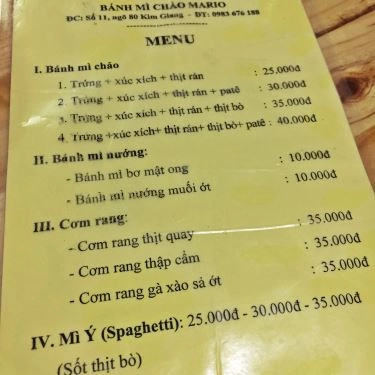 BÁNH MÌ CHẢO MARIO
ĐC: Số 11, ngõ 80 Kim Giang - ĐT: 0983 676 188
MENU
I. Bánh mì chảo
1. Trứng + xúc xích + thịt rán : 25.000đ
2. Trứng + xúc xích + thịt rán + patê : 30.000đ
3. Trứng + xúc xích + thịt rán + thịt bò : 35.000đ
4. Trứng +xúc xích+ thịt rán+ thịt bò+ patê : 40.000đ
II. Bánh mì nướng:
- Bánh mì bơ mật ong : 10.000đ
- Bánh mì nướng muối ớt : 10.000đ
III. Cơm rang:
- Cơm rang thịt quay : 35.000đ
- Cơm rang thập cẩm : 35.000đ
- Cơm rang gà xào sả ớt : 35.000đ
IV. Mì Ý (Spaghetti): 25.000đ - 30.000đ - 35.000đ
(Sốt thịt bò)